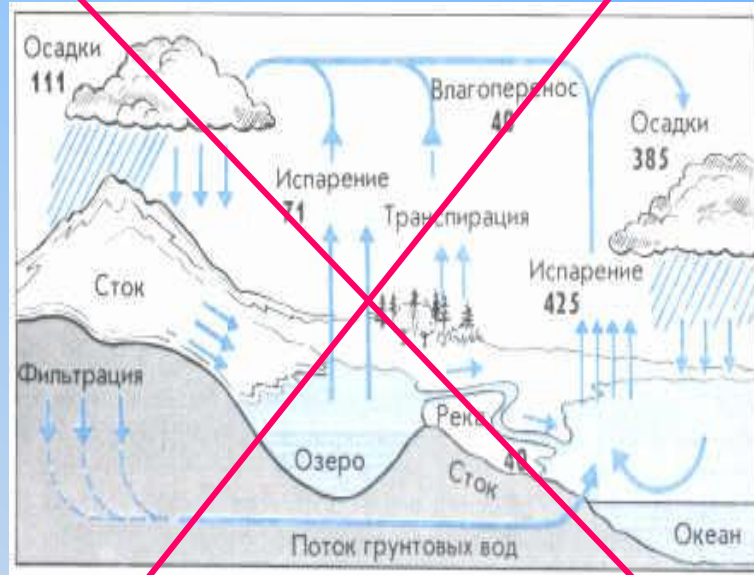 Осадки
111
Влагоперенос
40
Осадки
385
Испарение
71
Транспирация
Испарение
425
Сток
Фильтрация
Река
40
Озеро
Сток
Океан
Поток грунтовых вод